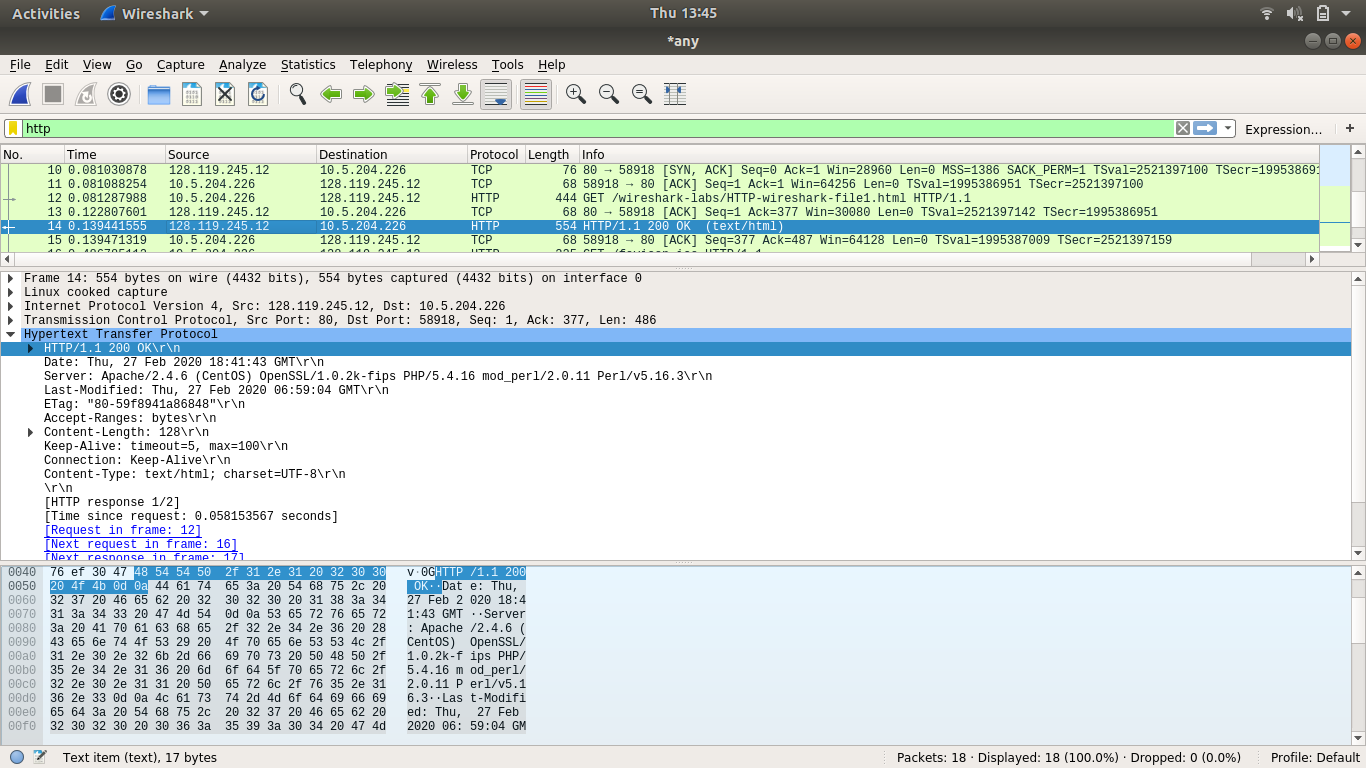 Activities Wireshark Thu 13:45
*any
File Edit View Go Capture Analyze Statistics Telephony Wireless Tools Help
http Expression… +
No. Time Source Destination Protocol Length Info
10 0.081030878 128.119.245.12 10.5.204.226 TCP 76 80 → 58918 [SYN, ACK] Seq=0 Ack=1 Win=28960 Len=0 MSS=1386 SACK_PERM=1 TSval=2521397100 TSecr=199538691
11 0.081088254 10.5.204.226 128.119.245.12 TCP 68 58918 → 80 [ACK] Seq=1 Ack=1 Win=64256 Len=0 TSval=1995386951 TSecr=2521397100
12 0.081287988 10.5.204.226 128.119.245.12 HTTP 444 GET /wireshark-labs/HTTP-wireshark-file1.html HTTP/1.1
13 0.122807601 128.119.245.12 10.5.204.226 TCP 68 80 → 58918 [ACK] Seq=1 Ack=377 Win=30080 Len=0 TSval=2521397142 TSecr=1995386951
14 0.139441555 128.119.245.12 10.5.204.226 HTTP 554 HTTP/1.1 200 OK (text/html)
15 0.139471319 10.5.204.226 128.119.245.12 TCP 68 58918 → 80 [ACK] Seq=377 Ack=487 Win=64128 Len=0 TSval=1995387009 TSecr=2521397159
Frame 14: 554 bytes on wire (4432 bits), 554 bytes captured (4432 bits) on interface 0
Linux cooked capture
Internet Protocol Version 4, Src: 128.119.245.12, Dst: 10.5.204.226
Transmission Control Protocol, Src Port: 80, Dst Port: 58918, Seq: 1, Ack: 377, Len: 486
Hypertext Transfer Protocol
HTTP/1.1 200 OK\r\n
Date: Thu, 27 Feb 2020 18:41:43 GMT\r\n
Server: Apache/2.4.6 (CentOS) OpenSSL/1.0.2k-fips PHP/5.4.16 mod_perl/2.0.11 Perl/v5.16.3\r\n
Last-Modified: Thu, 27 Feb 2020 06:59:04 GMT\r\n
ETag: "80-59f8941a86848"\r\n
Accept-Ranges: bytes\r\n
Content-Length: 128\r\n
Keep-Alive: timeout=5, max=100\r\n
Connection: Keep-Alive\r\n
Content-Type: text/html; charset=UTF-8\r\n
\r\n
[HTTP response 1/2]
[Time since request: 0.058153567 seconds]
[Request in frame: 12]
[Next request in frame: 16]
[Next response in frame: 17]
0040 76 ef 30 47 48 54 54 50 2f 31 2e 31 20 32 30 30 v·0GHTTP /1.1 200
0050 20 4f 4b 0d 0a 44 61 74 65 3a 20 54 68 75 2c 20 OK··Dat e: Thu,
0060 32 37 20 46 65 62 20 32 30 32 30 20 31 38 3a 34 27 Feb 2 020 18:4
0070 31 3a 34 33 20 47 4d 54 0d 0a 53 65 72 76 65 72 1:43 GMT ··Server
0080 3a 20 41 70 61 63 68 65 2f 32 2e 34 2e 36 20 28 : Apache /2.4.6 (
0090 43 65 6e 74 4f 53 29 20 4f 70 65 6e 53 53 4c 2f CentOS) OpenSSL/
00a0 31 2e 30 2e 32 6b 2d 66 69 70 73 20 50 48 50 2f 1.0.2k-f ips PHP/
00b0 35 2e 34 2e 31 36 20 6d 6f 64 5f 70 65 72 6c 2f 5.4.16 m od_perl/
00c0 32 2e 30 2e 31 31 20 50 65 72 6c 2f 76 35 2e 31 2.0.11 P erl/v5.1
00d0 36 2e 33 0d 0a 4c 61 73 74 2d 4d 6f 64 69 66 69 6.3··Las t-Modifi
00e0 65 64 3a 20 54 68 75 2c 20 32 37 20 46 65 62 20 ed: Thu, 27 Feb
00f0 32 30 32 30 20 30 36 3a 35 39 3a 30 34 20 47 4d 2020 06: 59:04 GM
Text item (text), 17 bytes Packets: 18 · Displayed: 18 (100.0%) · Dropped: 0 (0.0%) Profile: Default